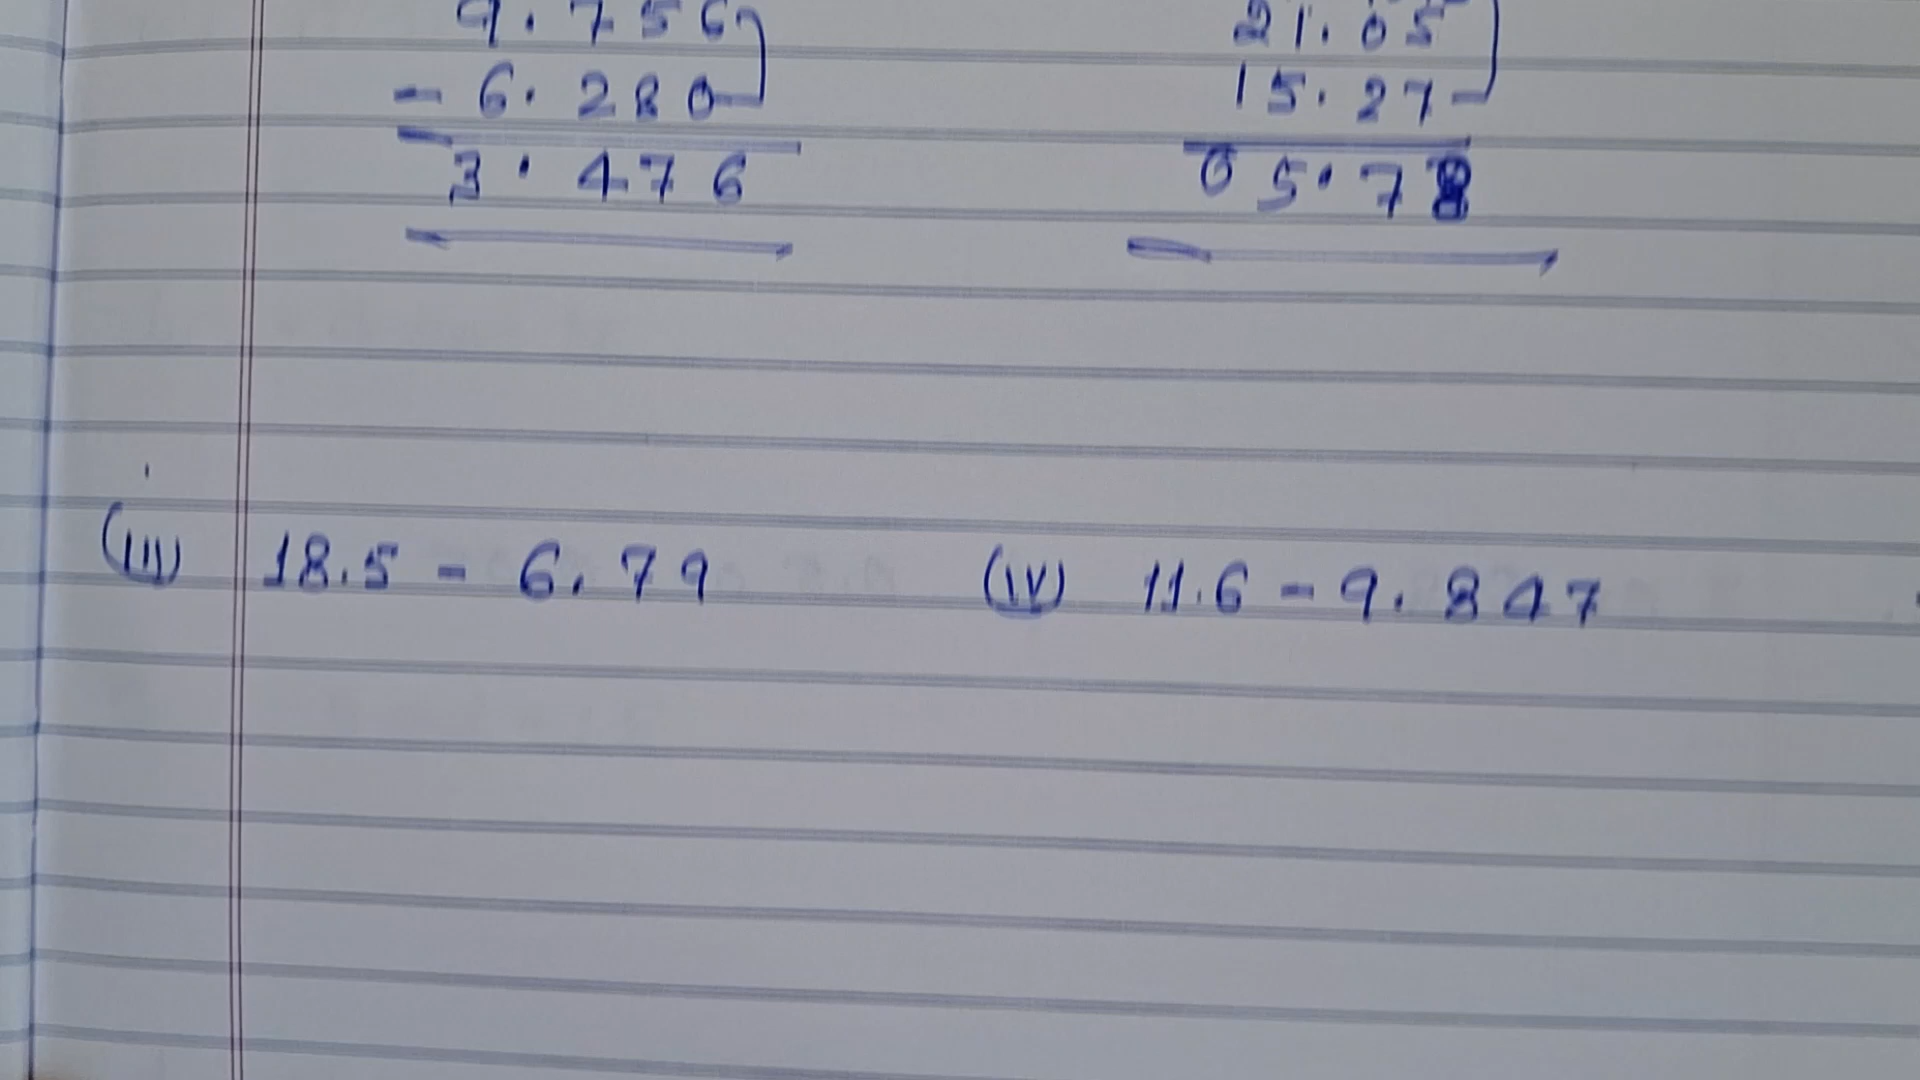 9.756 21.05
- 6.280 15.27
3.476 05.78
(iii) 18.5 - 6.79 (iv) 11.6 - 9.847